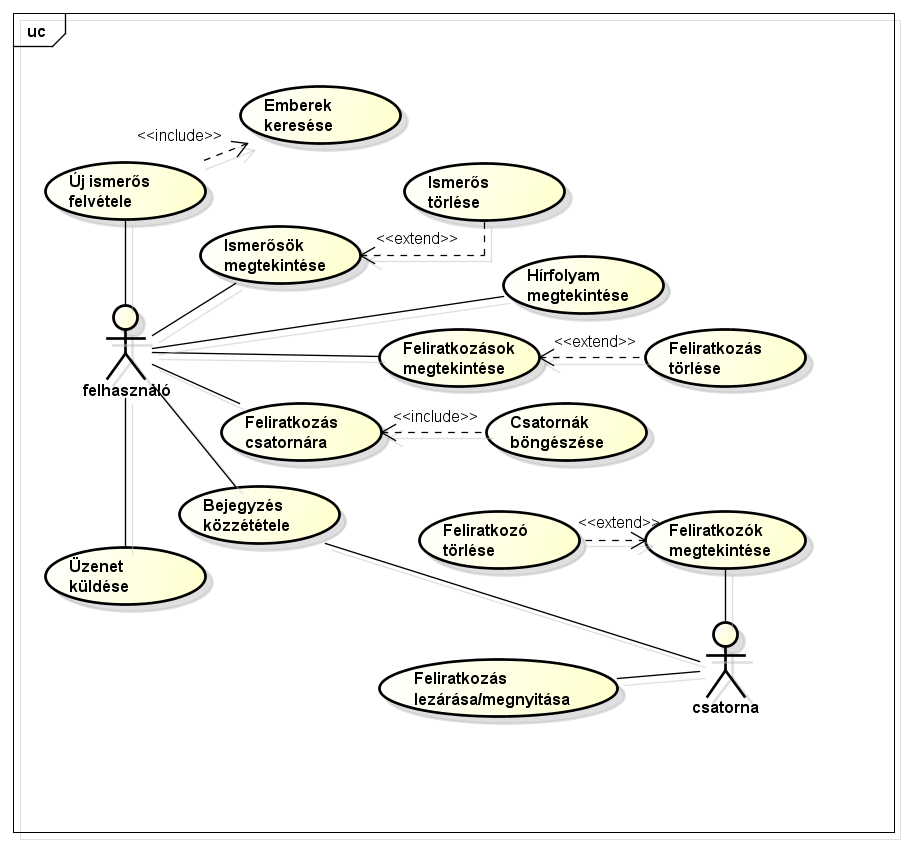 uc
Emberek
keresése
<<include>>
Új ismerős
felvétele
Ismerős
törlése
Ismerősök
megtekintése
<<extend>>
Hírfolyam
megtekintése
Feliratkozások
megtekintése
<<extend>>
Feliratkozás
törlése
felhasználó
Feliratkozás
csatornára
<<include>>
Csatornák
böngészése
Bejegyzés
közzététele
Feliratkozó
törlése
<<extend>>
Feliratkozók
megtekintése
Üzenet
küldése
Feliratkozás
lezárása/megnyitása
csatorna